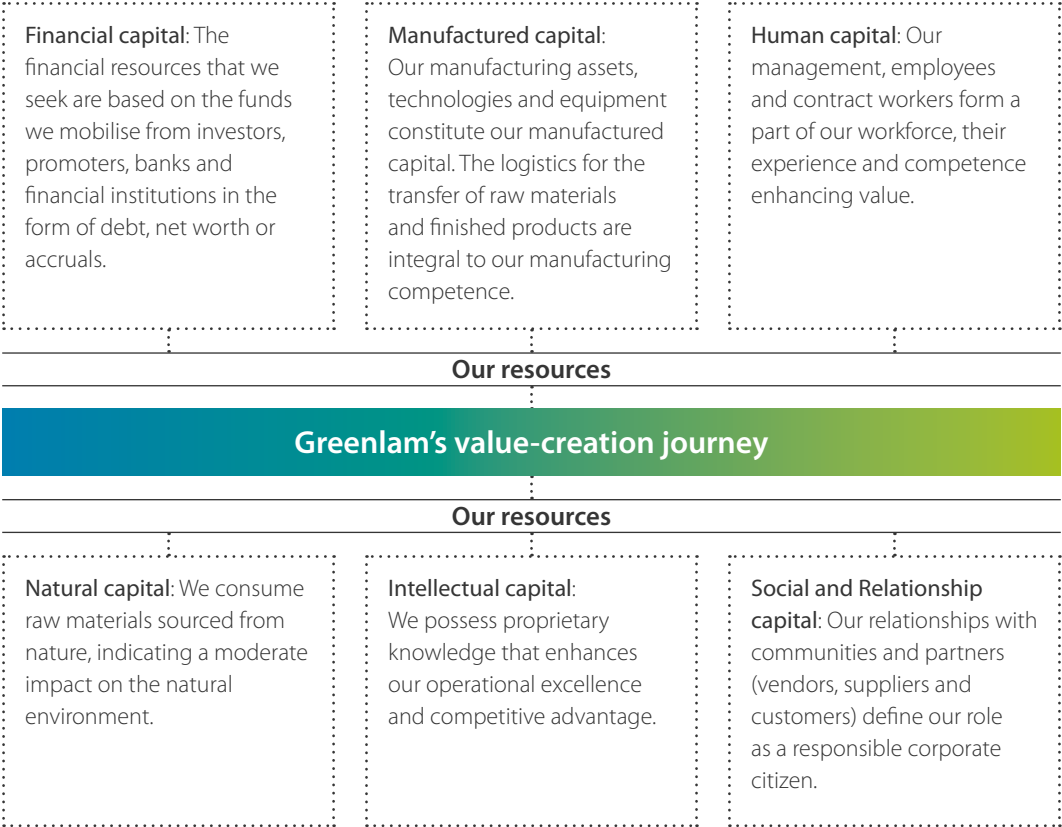 Financial capital: The
financial resources that we
seek are based on the funds
we mobilise from investors,
promoters, banks and
financial institutions in the
form of debt, net worth or
accruals.
Manufactured capital:
Our manufacturing assets,
technologies and equipment
constitute our manufactured
capital. The logistics for the
transfer of raw materials
and finished products are
integral to our manufacturing
competence.
Human capital: Our
management, employees
and contract workers form a
part of our workforce, their
experience and competence
enhancing value.
Our resources
Greenlam’s value-creation journey
Our resources
Natural capital: We consume
raw materials sourced from
nature, indicating a moderate
impact on the natural
environment.
Intellectual capital:
We possess proprietary
knowledge that enhances
our operational excellence
and competitive advantage.
Social and Relationship
capital: Our relationships with
communities and partners
(vendors, suppliers and
customers) define our role
as a responsible corporate
citizen.